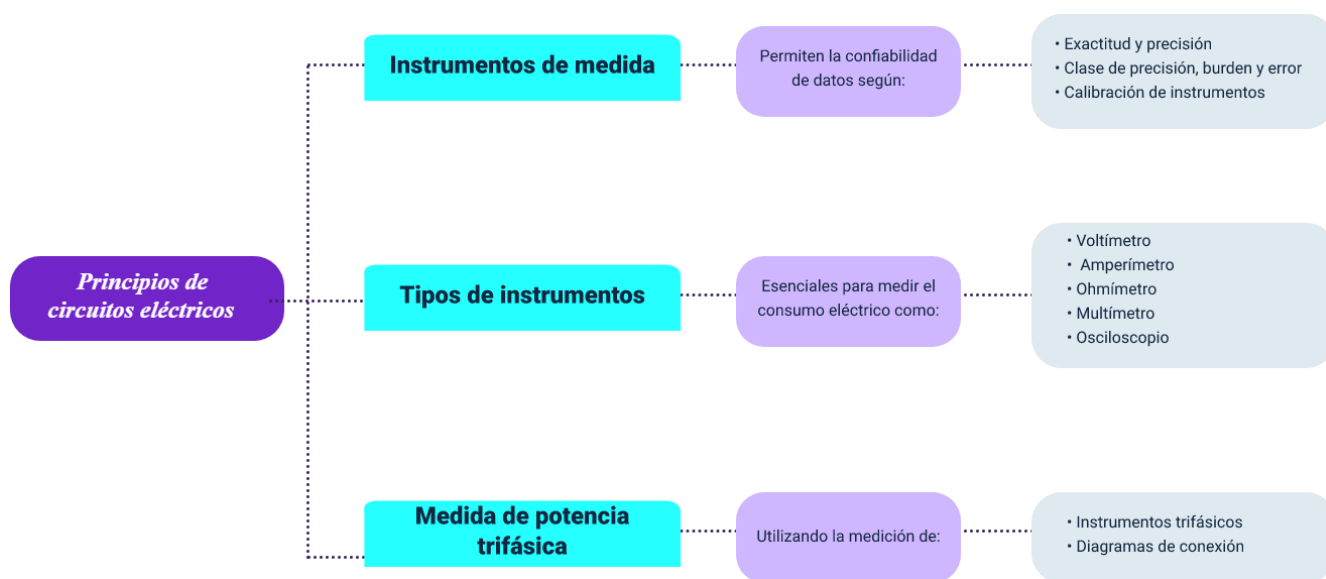 Instrumentos de medida
Permiten la confiabilidad
de datos según:
• Exactitud y precisión
• Clase de precisión, burden y error
• Calibración de instrumentos
Principios de
circuitos eléctricos
Tipos de instrumentos
Esenciales para medir el
consumo eléctrico como:
• Voltímetro
• Amperímetro
• Ohmímetro
• Multímetro
• Osciloscopio
Medida de potencia
trifásica
Utilizando la medición de:
• Instrumentos trifásicos
• Diagramas de conexión